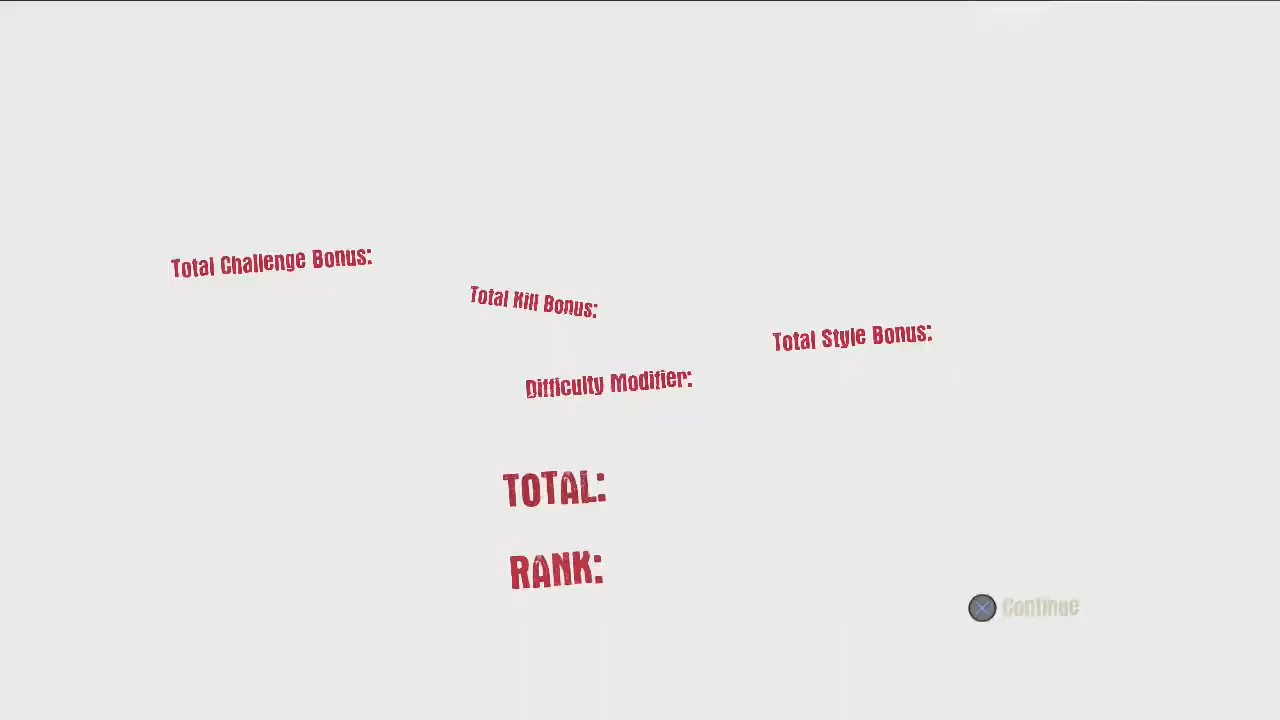 Total Challenge Bonus:
Total Kill Bonus:
Total Style Bonus:
Difficulty Modifier:
TOTAL:
RANK:
Continue